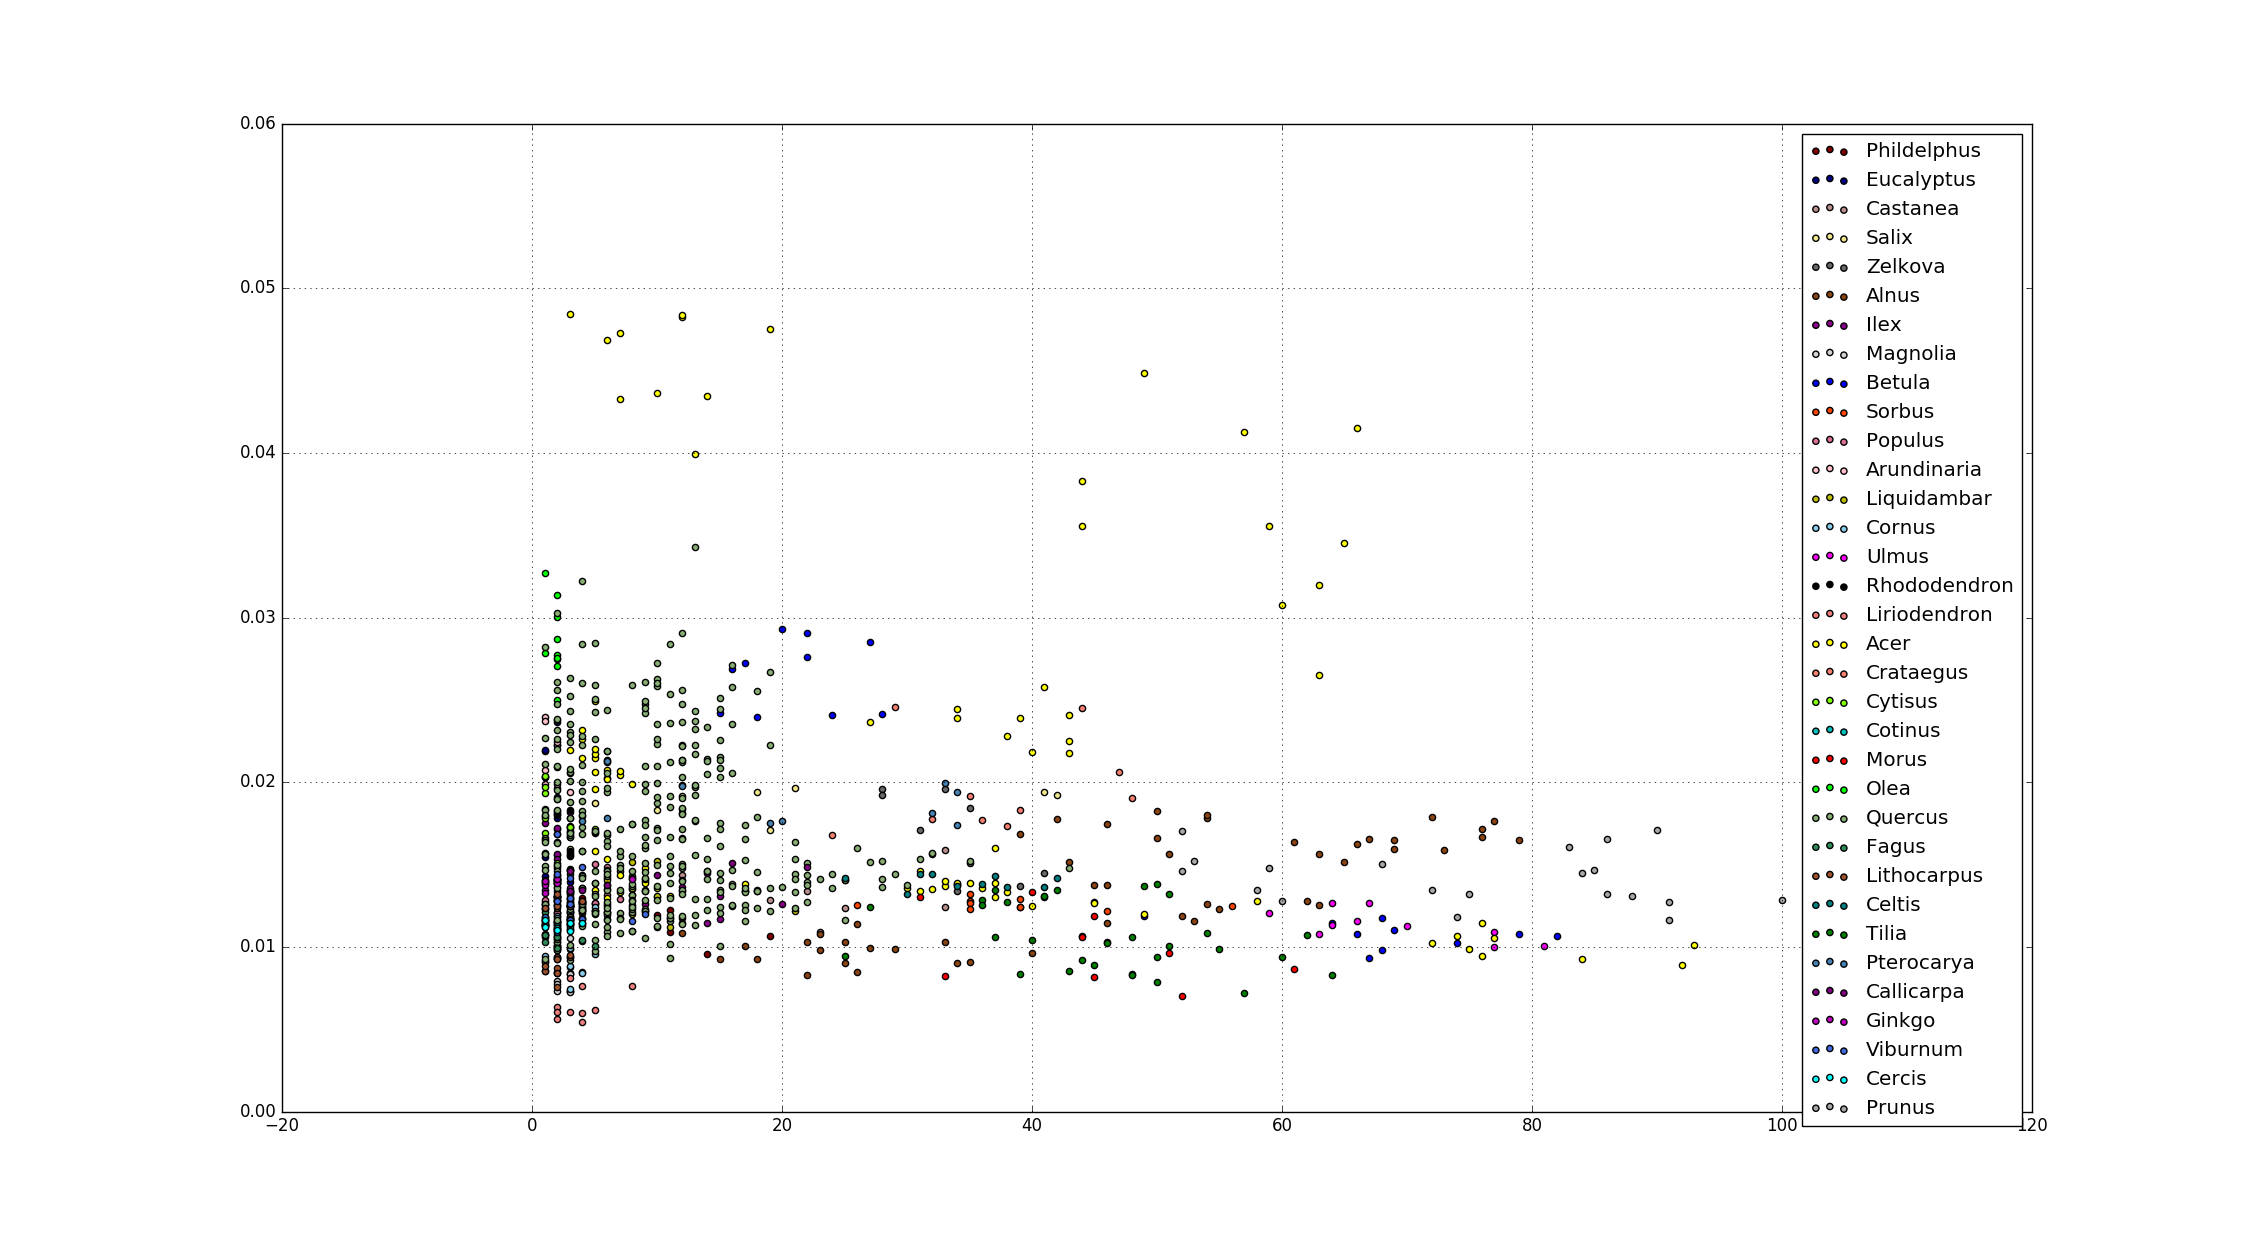 0.06
0.05
0.04
0.03
0.02
0.01
0.00
−20
0
20
40
60
80
100
120
Phildelphus
Eucalyptus
Castanea
Salix
Zelkova
Alnus
Ilex
Magnolia
Betula
Sorbus
Populus
Arundinaria
Liquidambar
Cornus
Ulmus
Rhododendron
Liriodendron
Acer
Crataegus
Cytisus
Cotinus
Morus
Olea
Quercus
Fagus
Lithocarpus
Celtis
Tilia
Pterocarya
Callicarpa
Ginkgo
Viburnum
Cercis
Prunus